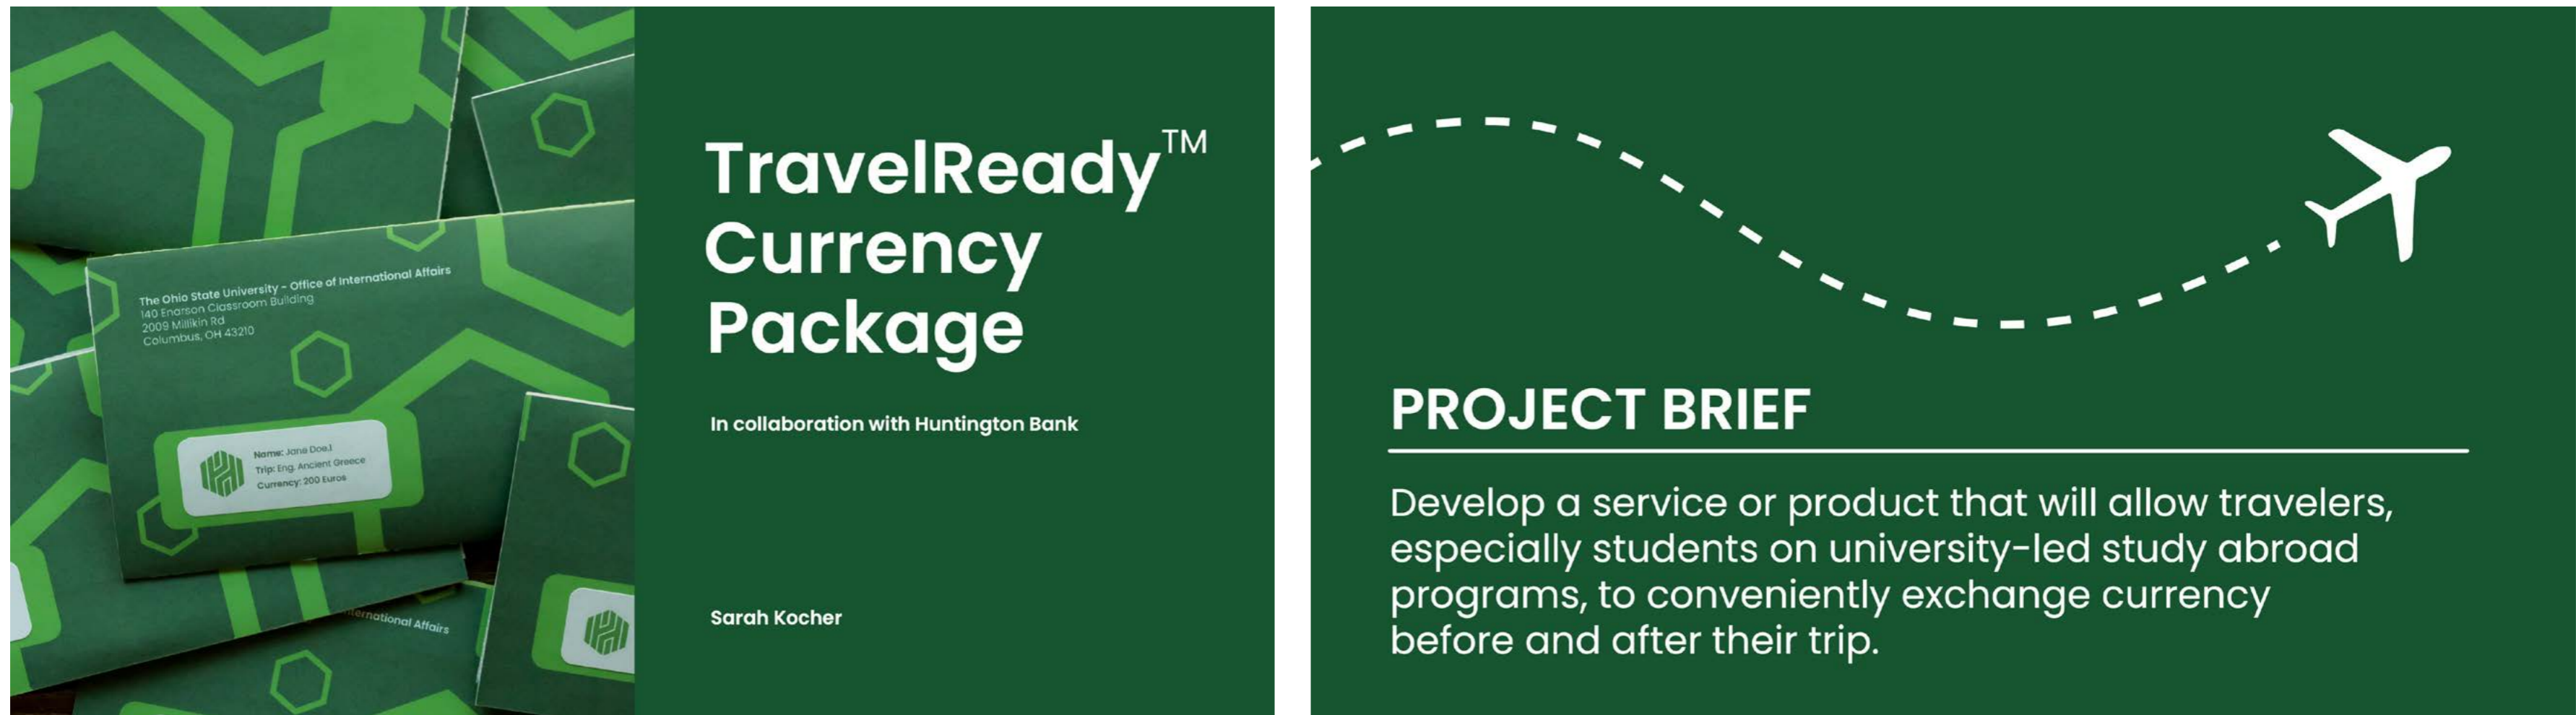 The Ohio State University - Office of International Affairs
140 Enarson Classroom Building
2009 Millikin Rd
Columbus, OH 43210
Name: Jane Doe.1
Trip: Eng. Ancient Greece
Currency: 200 Euros
ternational Affairs
TravelReady™
Currency
Package
In collaboration with Huntington Bank
Sarah Kocher
PROJECT BRIEF
Develop a service or product that will allow travelers,
especially students on university-led study abroad
programs, to conveniently exchange currency
before and after their trip.